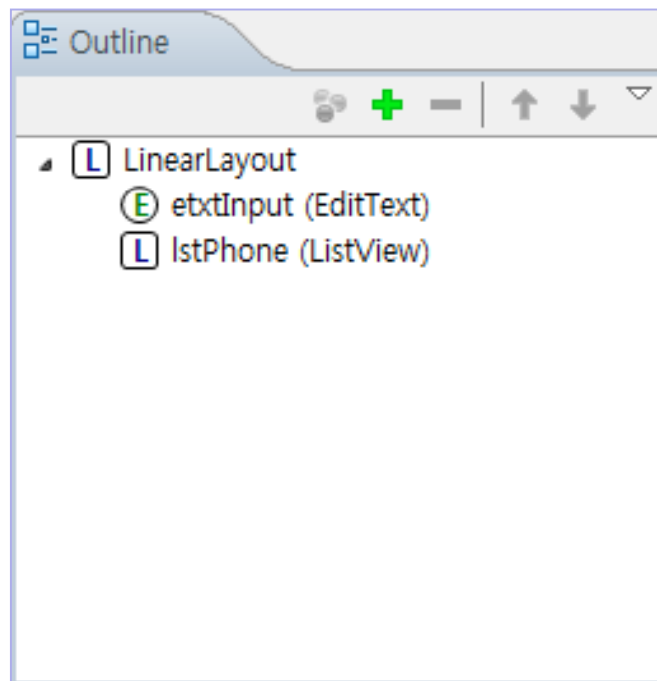 Outline
L LinearLayout
E etxtInput (EditText)
L lstPhone (ListView)